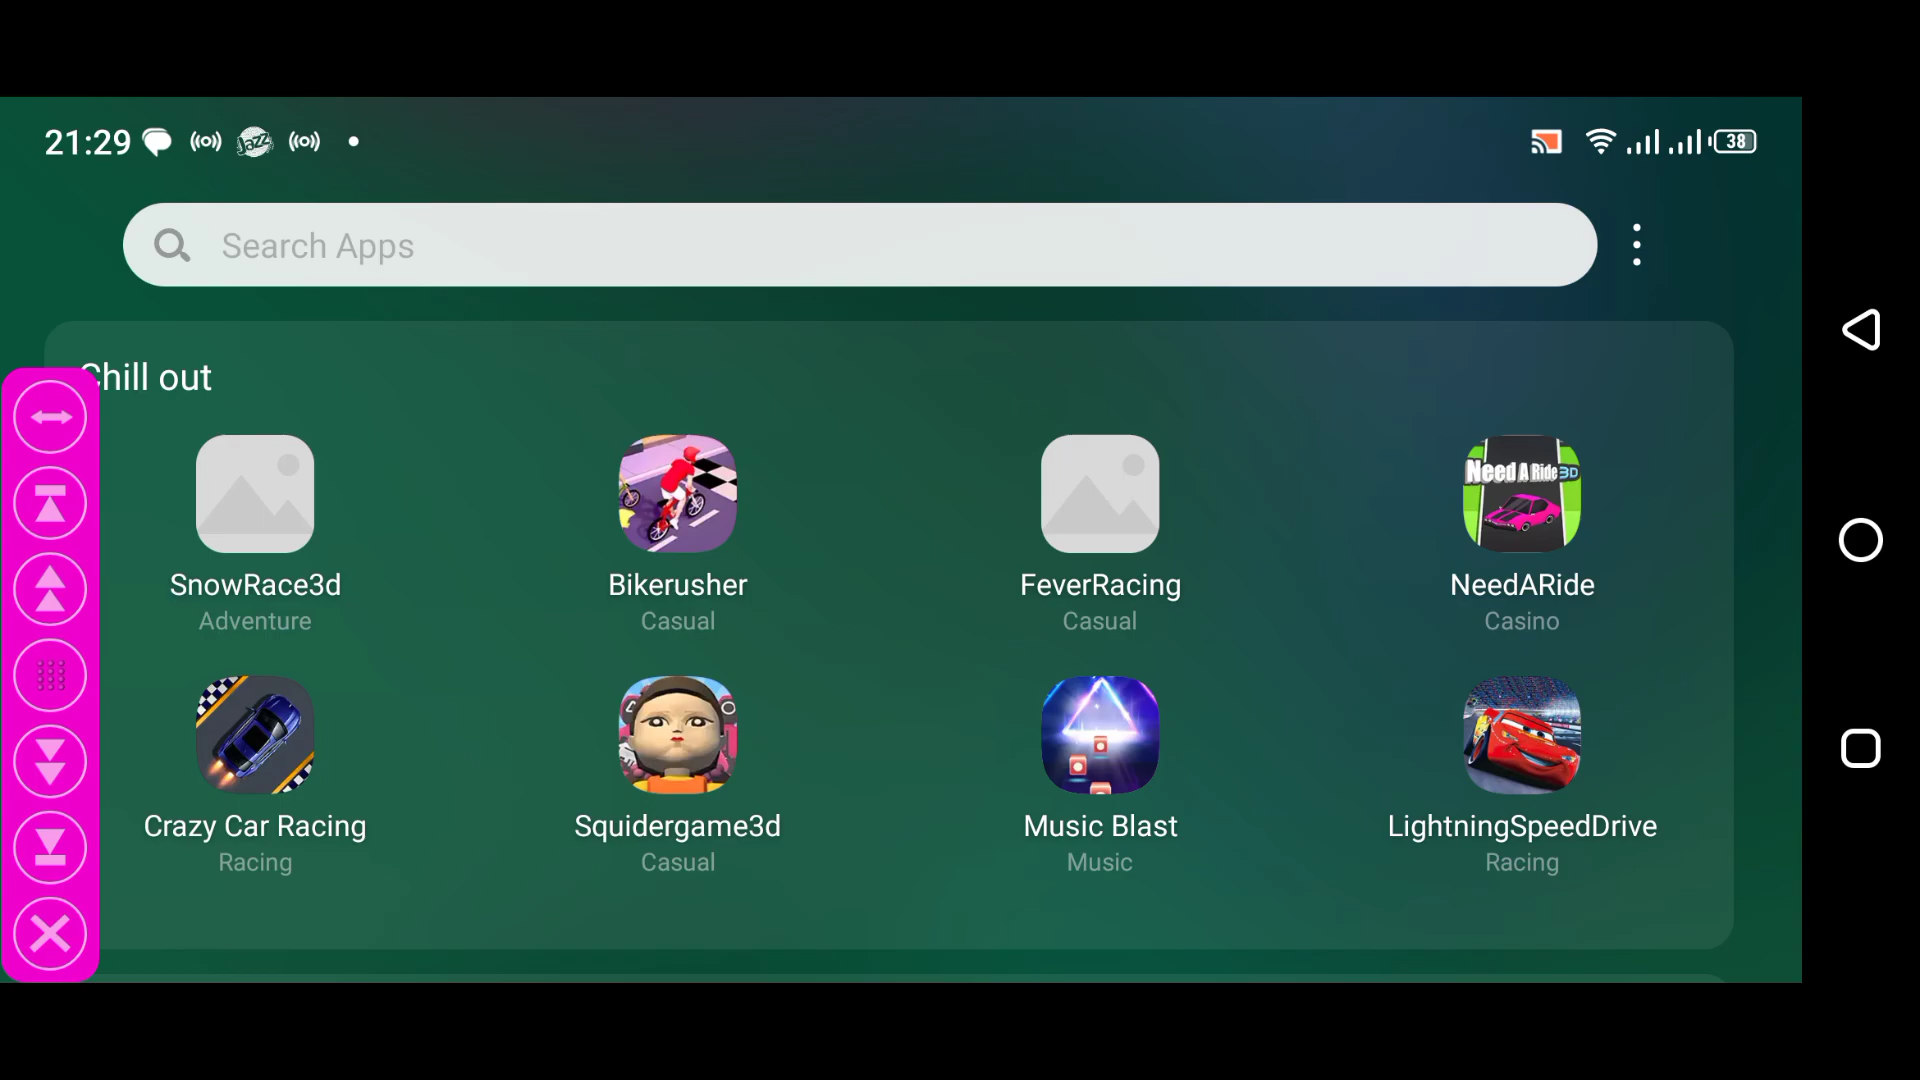 21:29 Jazz 38
Search Apps
Chill out
Need A Ride 3D
SnowRace3d Bikerusher FeverRacing NeedARide
Adventure Casual Casual Casino
Crazy Car Racing Squidergame3d Music Blast LightningSpeedDrive
Racing Casual Music Racing